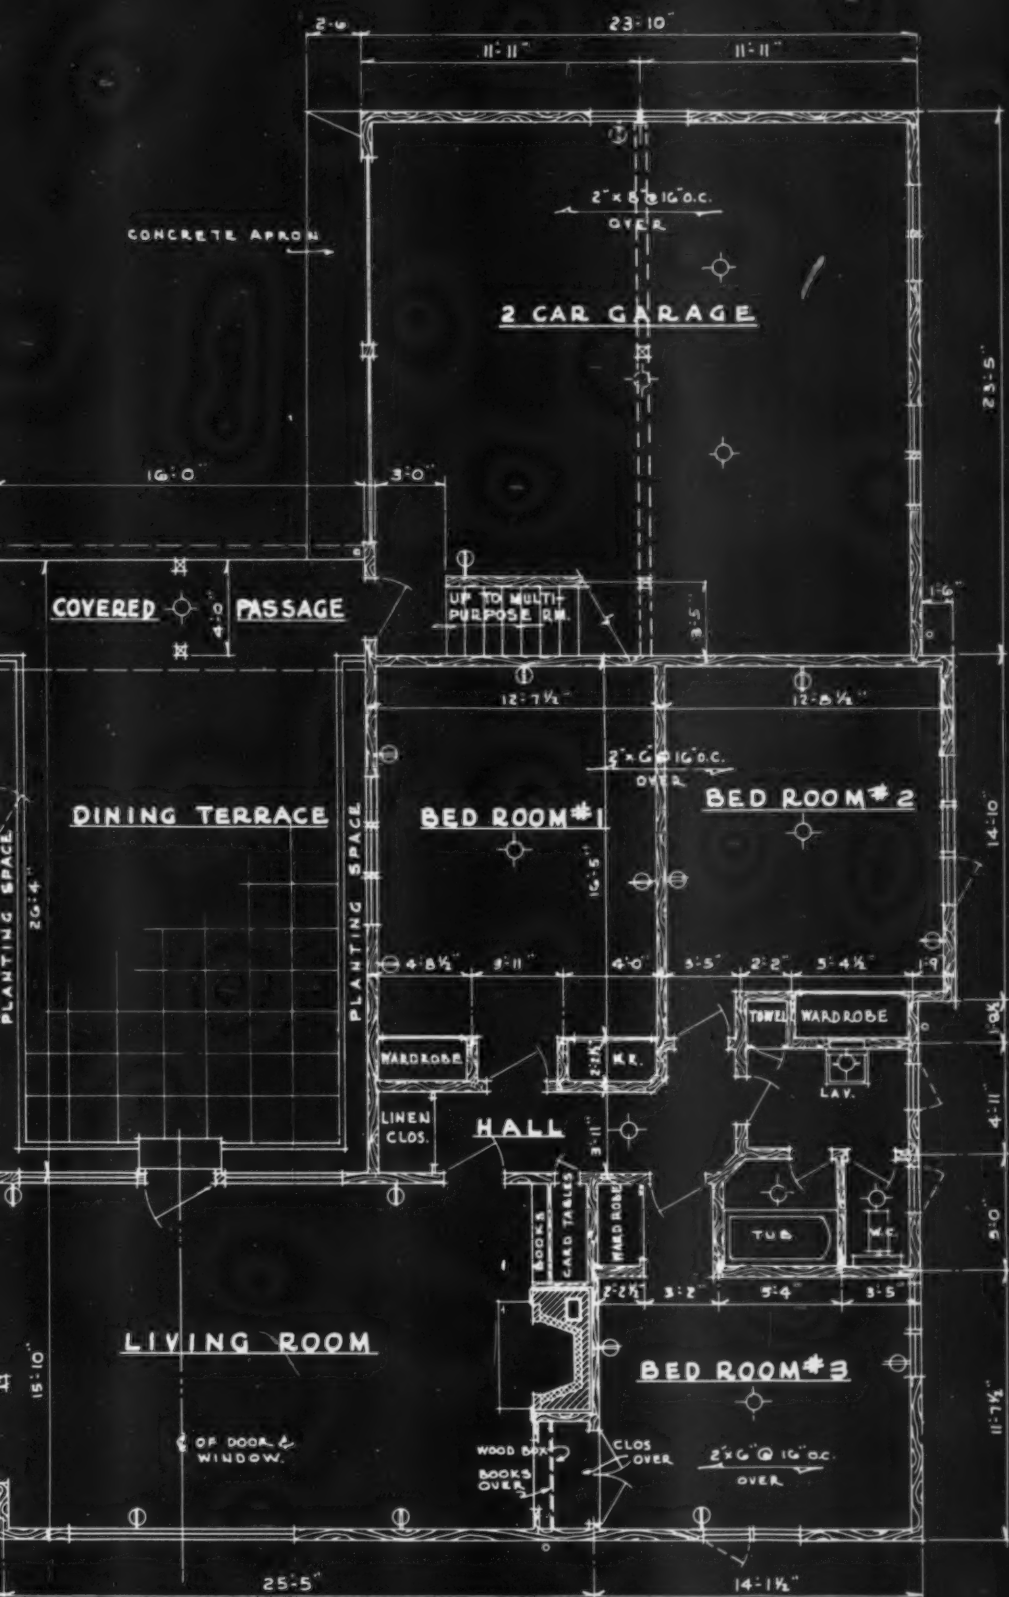 2-6
23-10"
11-11"
11-11"
2"x8"@16"O.C.
OVER
CONCRETE APRON
2 CAR GARAGE
23-5"
16-0"
3-0"
UP TO MULTI-
PURPOSE RM.
COVERED
PASSAGE
4-0"
3-5"
1-6"
12-7½"
12-8½"
2"x6"@16"O.C.
OVER
DINING TERRACE
BED ROOM #1
BED ROOM #2
PLANTING SPACE
26-4"
PLANTING SPACE
16-5"
14-10"
4-8½"
3-11"
4-0"
3-5"
2-2"
5-4½"
1-9
TOWEL
WARDROBE
WARDROBE
2-2½"
LAV.
4-11"
LINEN
CLOS.
HALL
3-11"
BOOKS
CARD TABLES
WARDROBE
TUB
W.C.
5-0"
2-2½"
3-2"
5-4"
3-5"
LIVING ROOM
BED ROOM #3
15-10"
11-7½"
OF DOOR &
WINDOW.
WOOD BOX
BOOKS
OVER
CLOS
OVER
2"x6"@16"O.C.
OVER
25-5"
14-1½"